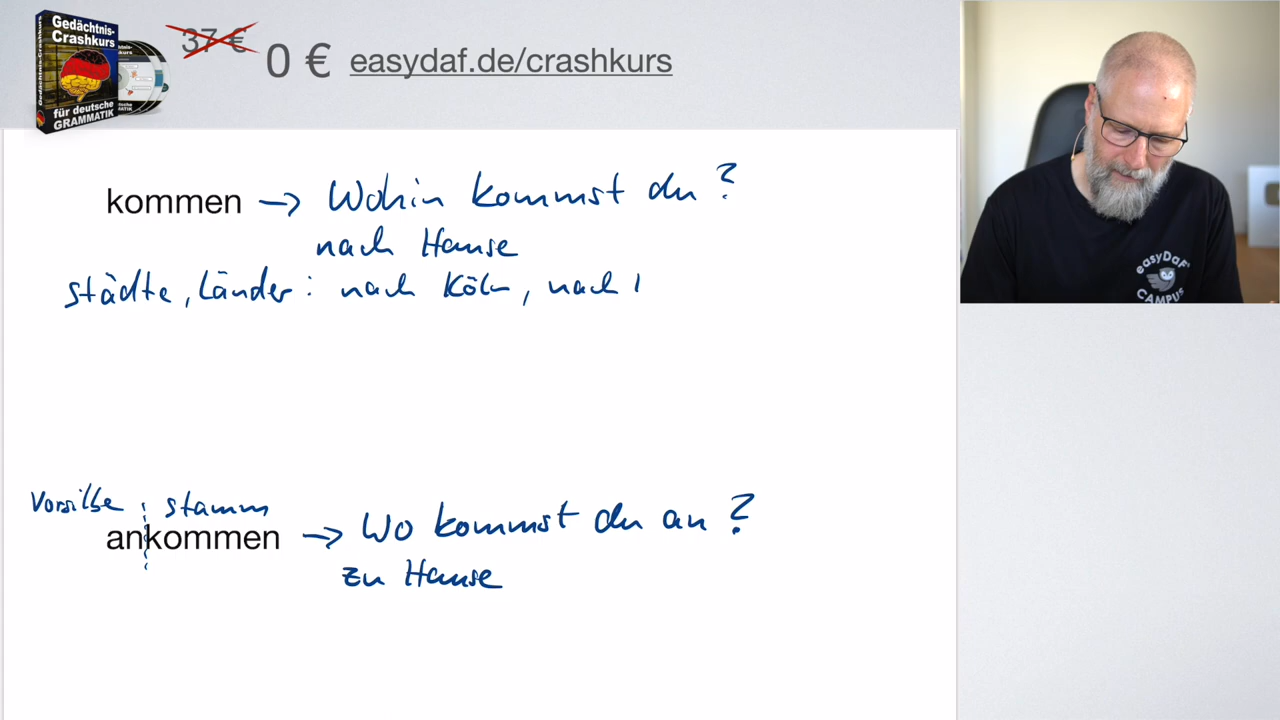 Gedächtnis-
Crashkurs
für deutsche
GRAMMATIK
37 €
0 € easydaf.de/crashkurs
kommen → Wohin kommst du?
nach Hause
Städte, Länder: nach Köln, nach
Vorsilbe Stamm
ankommen → Wo kommst du an?
zu Hause
easyDaF
CAMPUS